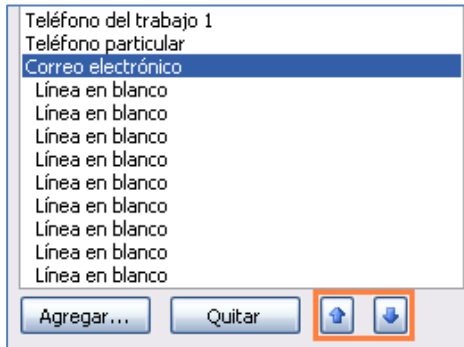 Teléfono del trabajo 1
Teléfono particular
Correo electrónico
Línea en blanco
Línea en blanco
Línea en blanco
Línea en blanco
Línea en blanco
Línea en blanco
Línea en blanco
Línea en blanco
Línea en blanco
Agregar... Quitar